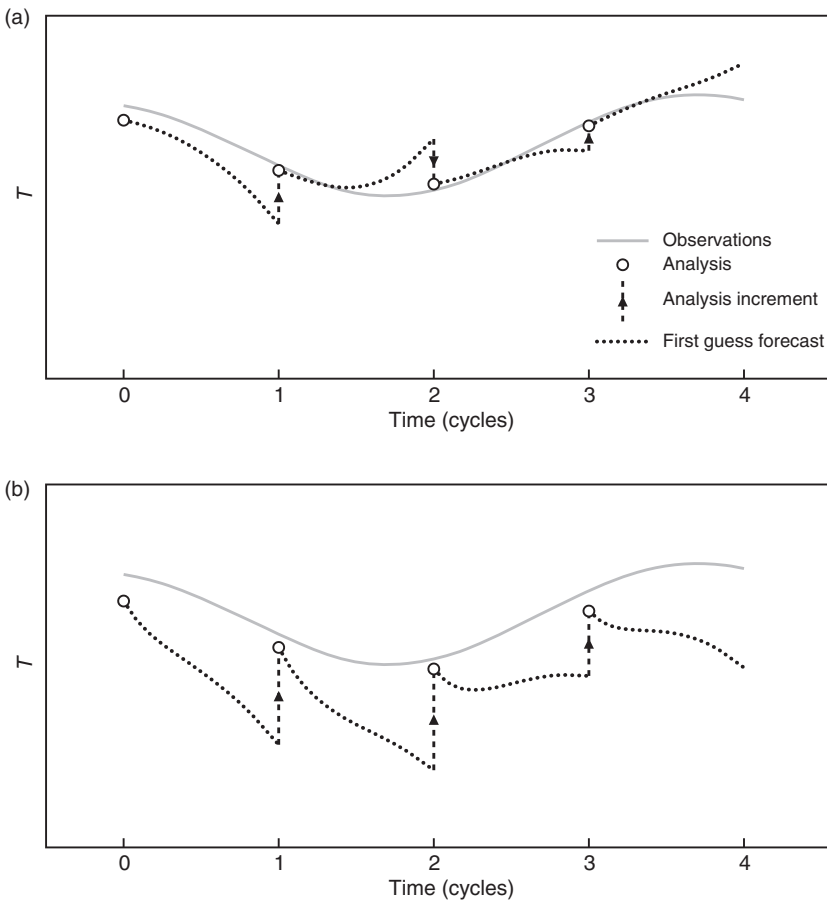 (a)
T
Observations
Analysis
Analysis increment
First guess forecast
0 1 2 3 4
Time (cycles)
(b)
T
0 1 2 3 4
Time (cycles)